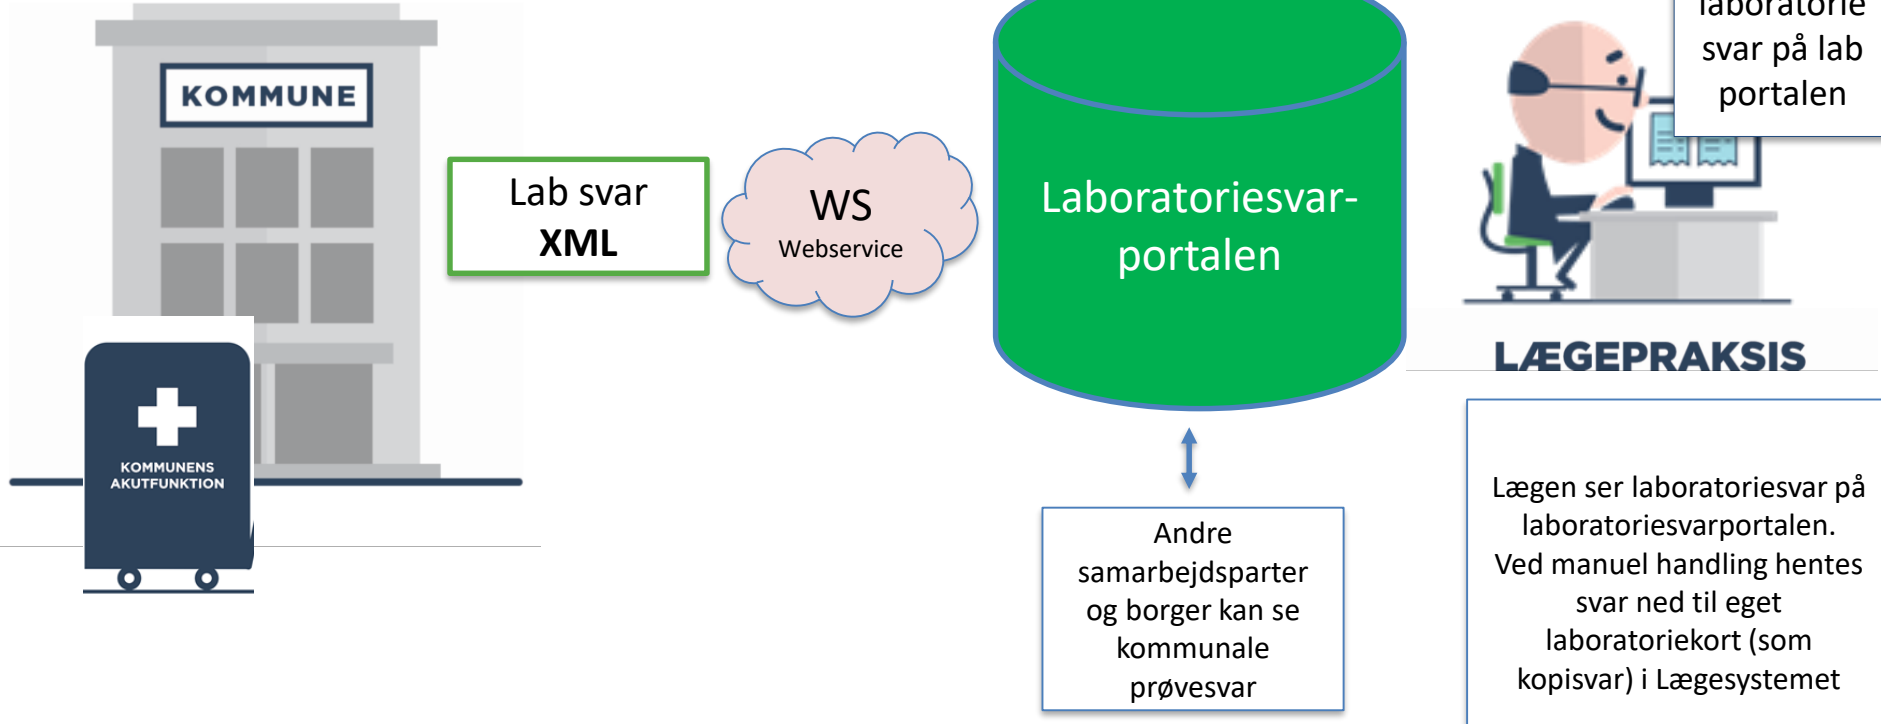 KOMMUNE
KOMMUNENS
AKUTFUNKTION
Lab svar
XML
WS
Webservice
Laboratoriesvar-
portalen
Andre
samarbejdsparter
og borger kan se
kommunale
prøvesvar
laboratorie
svar på lab
portalen
LÆGEPRAKSIS
Lægen ser laboratoriesvar på
laboratoriesvarportalen.
Ved manuel handling hentes
svar ned til eget
laboratoriekort (som
kopisvar) i Lægesystemet